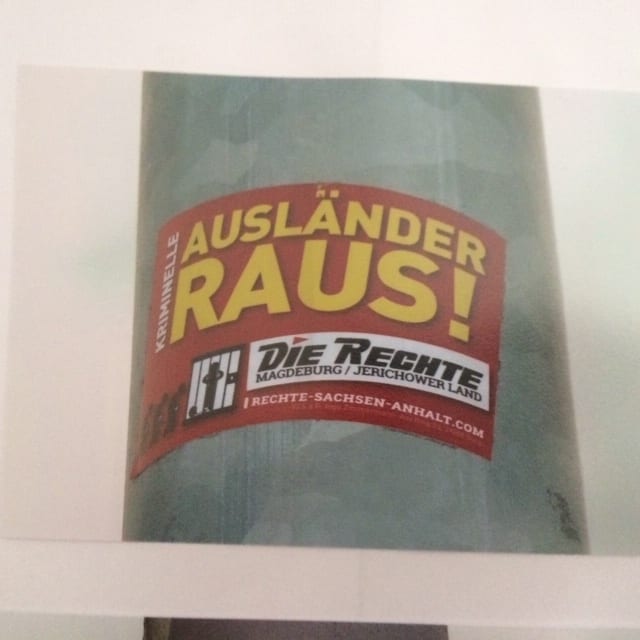 KRIMINELLE
AUSLÄNDER
RAUS!
DIE RECHTE
MAGDEBURG / JERICHOWER LAND
RECHTE-SACHSEN-ANHALT.COM